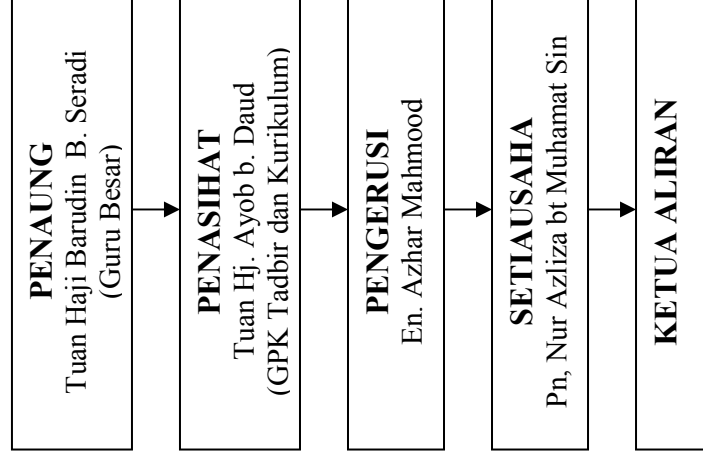 PENAUNG
Tuan Haji Barudin B. Seradi
(Guru Besar)
PENASIHAT
Tuan Hj. Ayob b. Daud
(GPK Tadbir dan Kurikulum)
PENGERUSI
En. Azhar Mahmood
SETIAUSAHA
Pn, Nur Azliza bt Muhamat Sin
KETUA ALIRAN